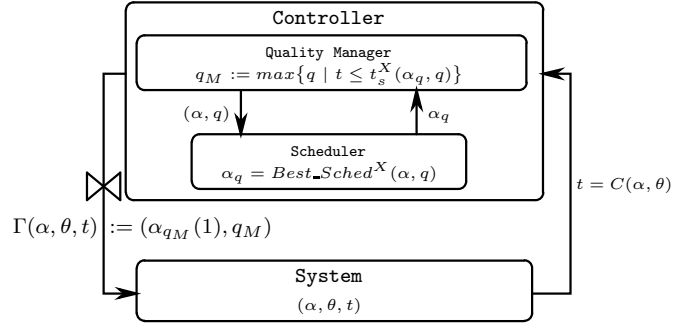 Controller
Quality Manager
q_M := max{q | t ≤ t_s^X(α_q, q)}
(α, q)
α_q
Scheduler
α_q = Best_Sched^X(α, q)
t = C(α, θ)
Γ(α, θ, t) := (α_{q_M}(1), q_M)
System
(α, θ, t)